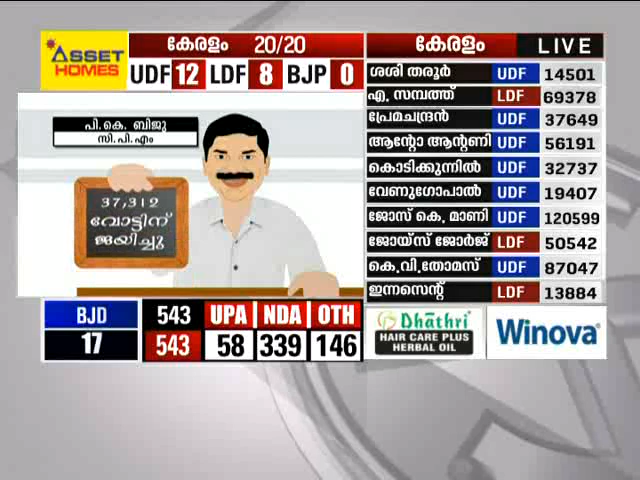 ASSET
HOMES
കേരളം 20/20
UDF 12 LDF 8 BJP 0
പി.കെ. ബിജു
സി.പി.എം
37,312
വോട്ടിന്
ജയിച്ചു
കേരളം LIVE
ശശി തരൂർ UDF 14501
എ. സമ്പത്ത് LDF 69378
പ്രേമചന്ദ്രൻ UDF 37649
ആന്റോ ആന്റണി UDF 56191
കൊടിക്കുന്നിൽ UDF 32737
വേണുഗോപാൽ UDF 19407
ജോസ് കെ. മാണി UDF 120599
ജോയ്സ് ജോർജ് LDF 50542
കെ.വി.തോമസ് UDF 87047
ഇന്നസെന്റ് LDF 13884
BJD 543 UPA NDA OTH
17 543 58 339 146
Dhathri
HAIR CARE PLUS
HERBAL OIL
Winova